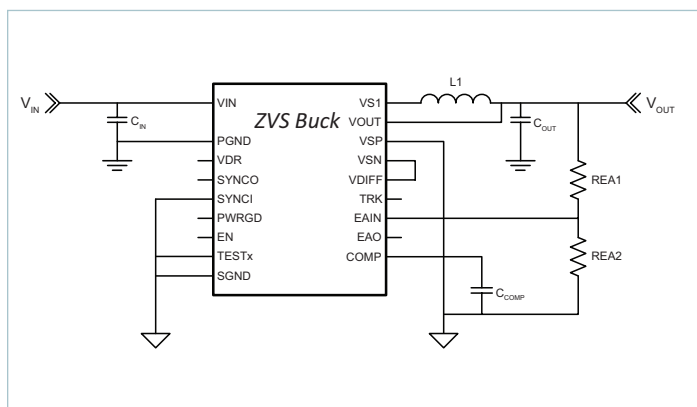 L1
V_IN
VIN
ZVS Buck
VS1
V_OUT
C_IN
VOUT
C_OUT
PGND
VSP
VDR
VSN
REA1
SYNCO
VDIFF
SYNCI
TRK
PWRGD
EAIN
EN
EAO
REA2
TESTx
COMP
SGND
C_COMP